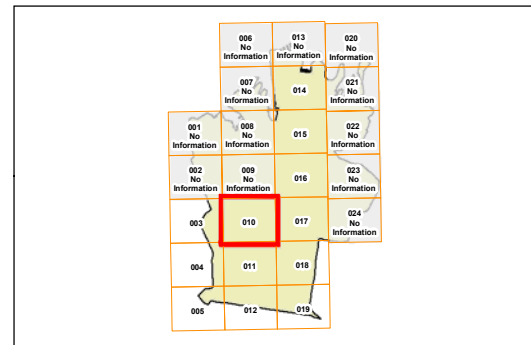 006
No
Information
013
No
Information
020
No
Information
007
No
Information
014
021
No
Information
001
No
Information
008
No
Information
015
022
No
Information
002
No
Information
009
No
Information
016
023
No
Information
003
010
017
024
No
Information
004
011
018
005
012
019